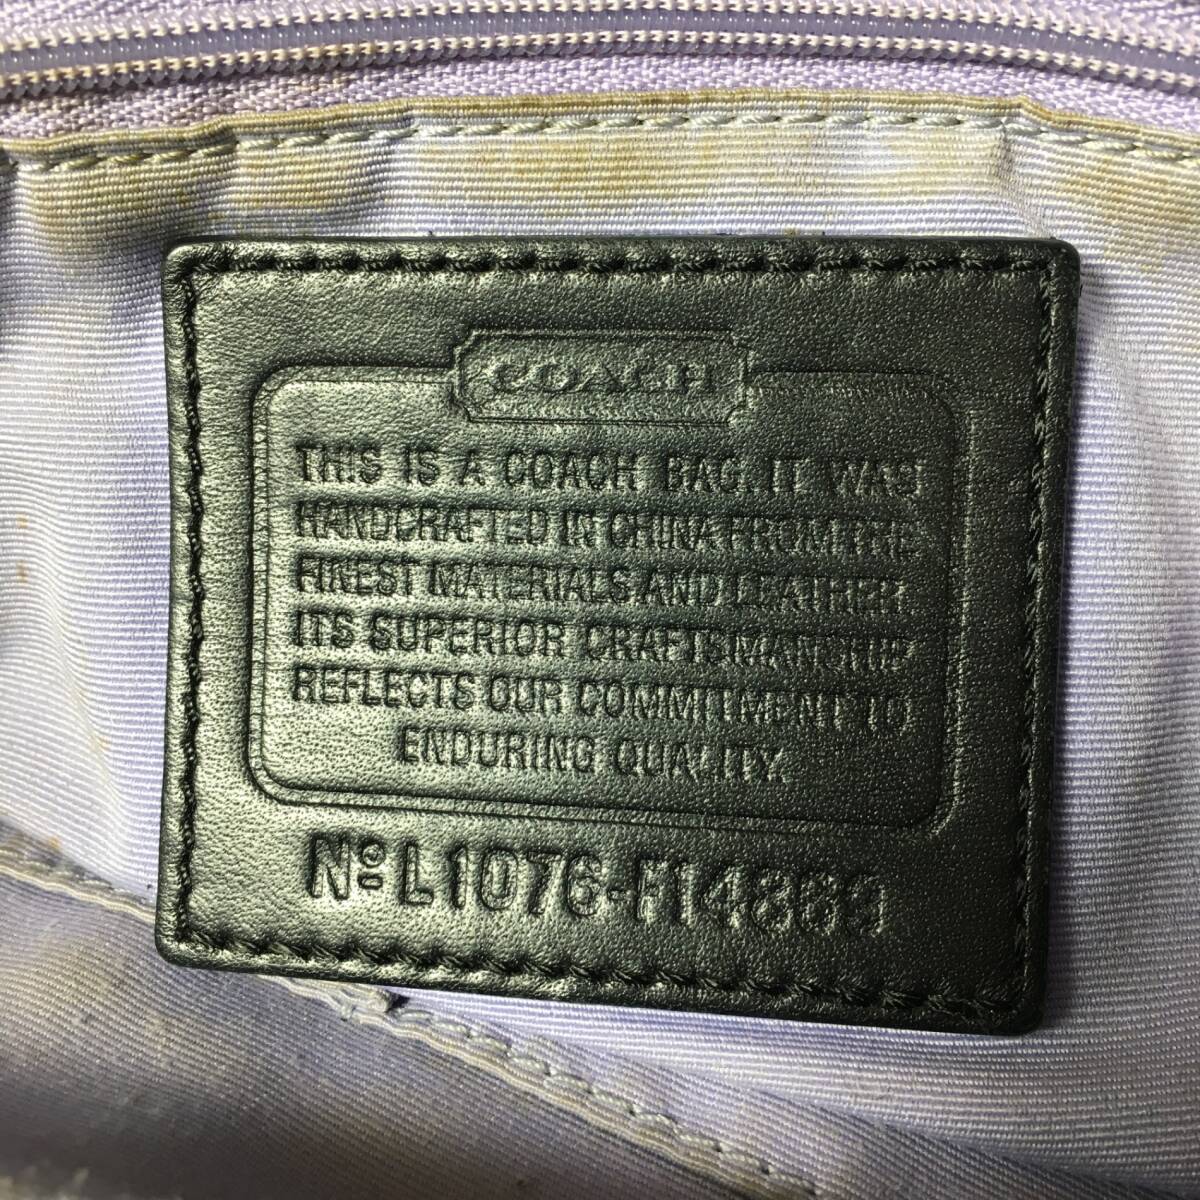 COACH
THIS IS A COACH BAG. IT WAS
HANDCRAFTED IN CHINA FROM THE
FINEST MATERIALS AND LEATHER.
ITS SUPERIOR CRAFTSMANSHIP
REFLECTS OUR COMMITMENT TO
ENDURING QUALITY.
Nº L1076-F14869